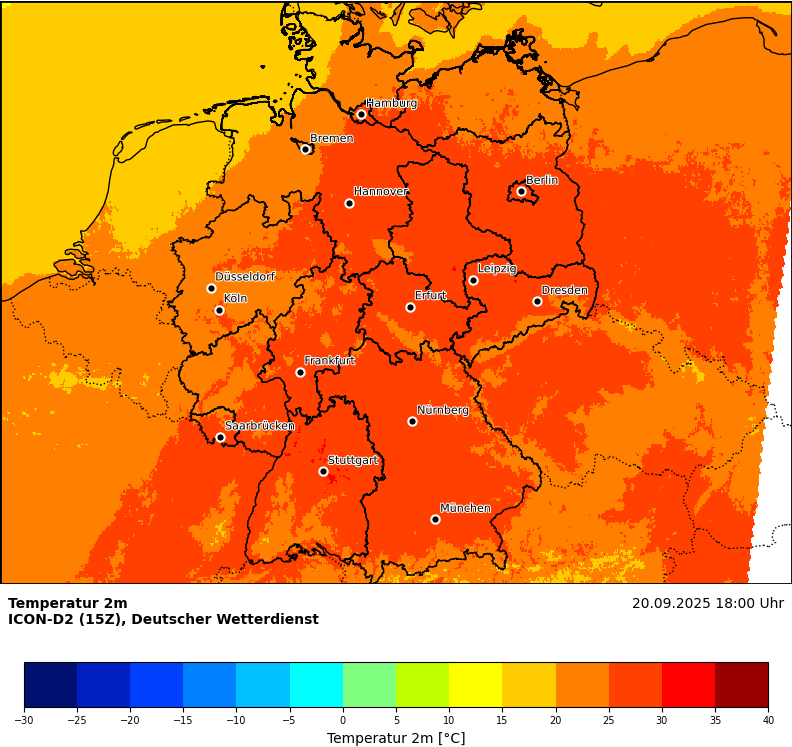 Hamburg
Bremen
Berlin
Hannover
Leipzig
Düsseldorf
Dresden
Köln
Erfurt
Frankfurt
Nürnberg
Saarbrücken
Stuttgart
München
Temperatur 2m
20.09.2025 18:00 Uhr
ICON-D2 (15Z), Deutscher Wetterdienst
−30 −25 −20 −15 −10 −5 0 5 10 15 20 25 30 35 40
Temperatur 2m [°C]